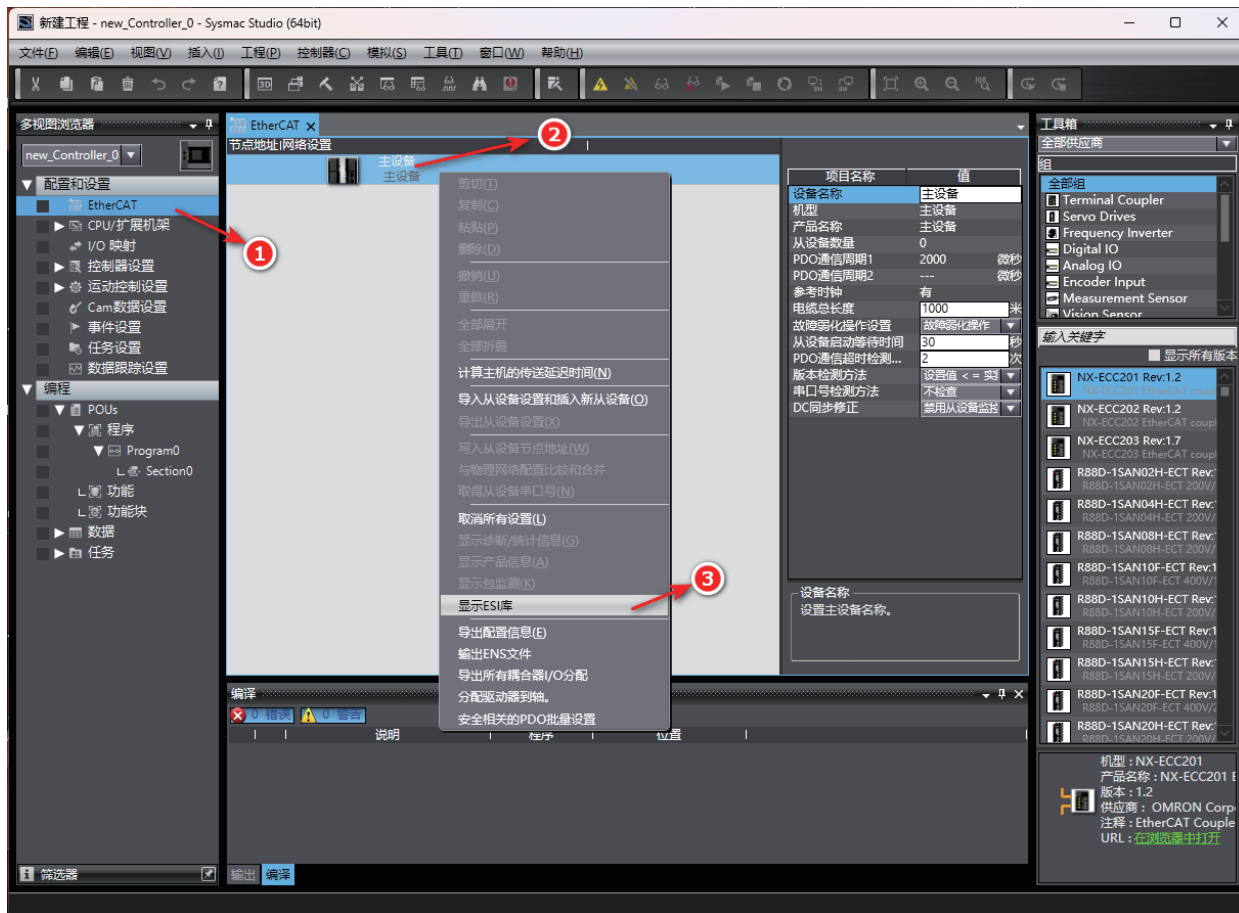 新建工程 - new_Controller_0 - Sysmac Studio (64bit)
文件(F) 编辑(E) 视图(V) 插入(I) 工程(P) 控制器(C) 模拟(S) 工具(T) 窗口(W) 帮助(H)
多视图浏览器
new_Controller_0
配置和设置
EtherCAT
CPU/扩展机架
I/O 映射
控制器设置
运动控制设置
Cam数据设置
事件设置
任务设置
数据跟踪设置
编程
POUs
程序
Program0
Section0
功能
功能块
数据
任务
筛选器
1
EtherCAT
节点地址|网络设置
主设备
主设备
2
剪切(T)
复制(C)
粘贴(P)
删除(D)
撤销(U)
重做(R)
全部展开
全部折叠
计算主机的传送延迟时间(N)
导入从设备设置和插入新从设备(O)
导出从设备设置(X)
写入从设备节点地址(W)
与物理网络配置比较和合并
取得从设备串口号(N)
取消所有设置(L)
显示诊断/统计信息(G)
显示产品信息(A)
显示包监测(K)
显示ESI库
3
导出配置信息(E)
输出ENS文件
导出所有耦合器I/O分配
分配驱动器到轴。
安全相关的PDO批量设置
项目名称 值
设备名称 主设备
机型 主设备
产品名称 主设备
从设备数量 0
PDO通信周期1 2000 微秒
PDO通信周期2 --- 微秒
参考时钟 有
电缆总长度 1000 米
故障弱化操作设置 故障弱化操作
从设备启动等待时间 30 秒
PDO通信超时检测... 2 次
版本检测方法 设置值 < = 实
串口号检测方法 不检查
DC同步修正 禁用从设备监
设备名称
设置主设备名称。
编译
0 错误 0 警告
说明 程序 位置
输出 编译
工具箱
全部供应商
组
全部组
Terminal Coupler
Servo Drives
Frequency Inverter
Digital IO
Analog IO
Encoder Input
Measurement Sensor
Vision Sensor
输入关键字
显示所有版本
NX-ECC201 Rev:1.2
NX-ECC202 Rev:1.2
NX-ECC202 EtherCAT coupl
NX-ECC203 Rev:1.7
NX-ECC203 EtherCAT coupl
R88D-1SAN02H-ECT Rev:
R88D-1SAN02H-ECT 200V/
R88D-1SAN04H-ECT Rev:
R88D-1SAN04H-ECT 200V/
R88D-1SAN08H-ECT Rev:
R88D-1SAN08H-ECT 200V/
R88D-1SAN10F-ECT Rev:1
R88D-1SAN10F-ECT 400V/1
R88D-1SAN10H-ECT Rev:
R88D-1SAN10H-ECT 200V/
R88D-1SAN15F-ECT Rev:1
R88D-1SAN15F-ECT 400V/1
R88D-1SAN15H-ECT Rev:
R88D-1SAN15H-ECT 200V/
R88D-1SAN20F-ECT Rev:1
R88D-1SAN20F-ECT 400V/2
R88D-1SAN20H-ECT Rev:
R88D-1SAN20H-ECT 200V/
机型 : NX-ECC201
产品名称 : NX-ECC201 E
版本 : 1.2
供应商 : OMRON Corp
注释 : EtherCAT Couple
URL : 在浏览器中打开